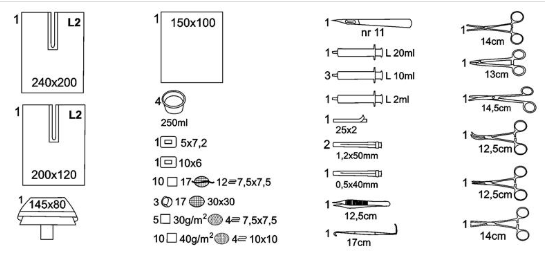 1 L2
240x200
1 L2
200x120
1 145x80
1 150x100
4
250ml
1 5x7,2
1 10x6
10 17 12 7,5x7,5
3 17 30x30
5 30g/m² 4 7,5x7,5
10 40g/m² 4 10x10
1
nr 11
1 L 20ml
3 L 10ml
1 L 2ml
1
25x2
2
1,2x50mm
1
0,5x40mm
1
12,5cm
1
17cm
1
14cm
1
13cm
1
14,5cm
1
12,5cm
1
12,5cm
1
14cm